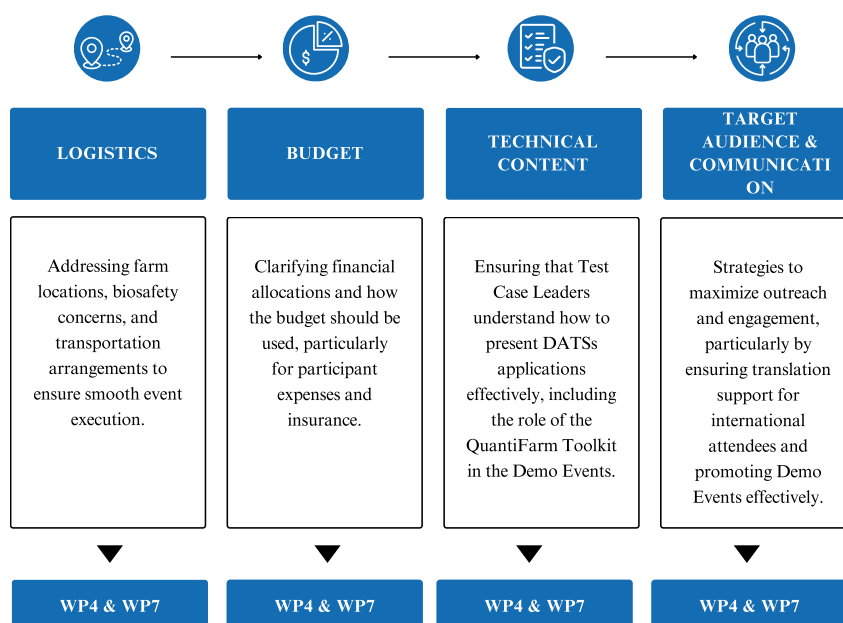 LOGISTICS
BUDGET
TECHNICAL
CONTENT
TARGET
AUDIENCE &
COMMUNICATI
ON
Addressing farm
locations, biosafety
concerns, and
transportation
arrangements to
ensure smooth event
execution.
Clarifying financial
allocations and how
the budget should be
used, particularly
for participant
expenses and
insurance.
Ensuring that Test
Case Leaders
understand how to
present DATSs
applications
effectively, including
the role of the
QuantiFarm Toolkit
in the Demo Events.
Strategies to
maximize outreach
and engagement,
particularly by
ensuring translation
support for
international
attendees and
promoting Demo
Events effectively.
WP4 & WP7
WP4 & WP7
WP4 & WP7
WP4 & WP7